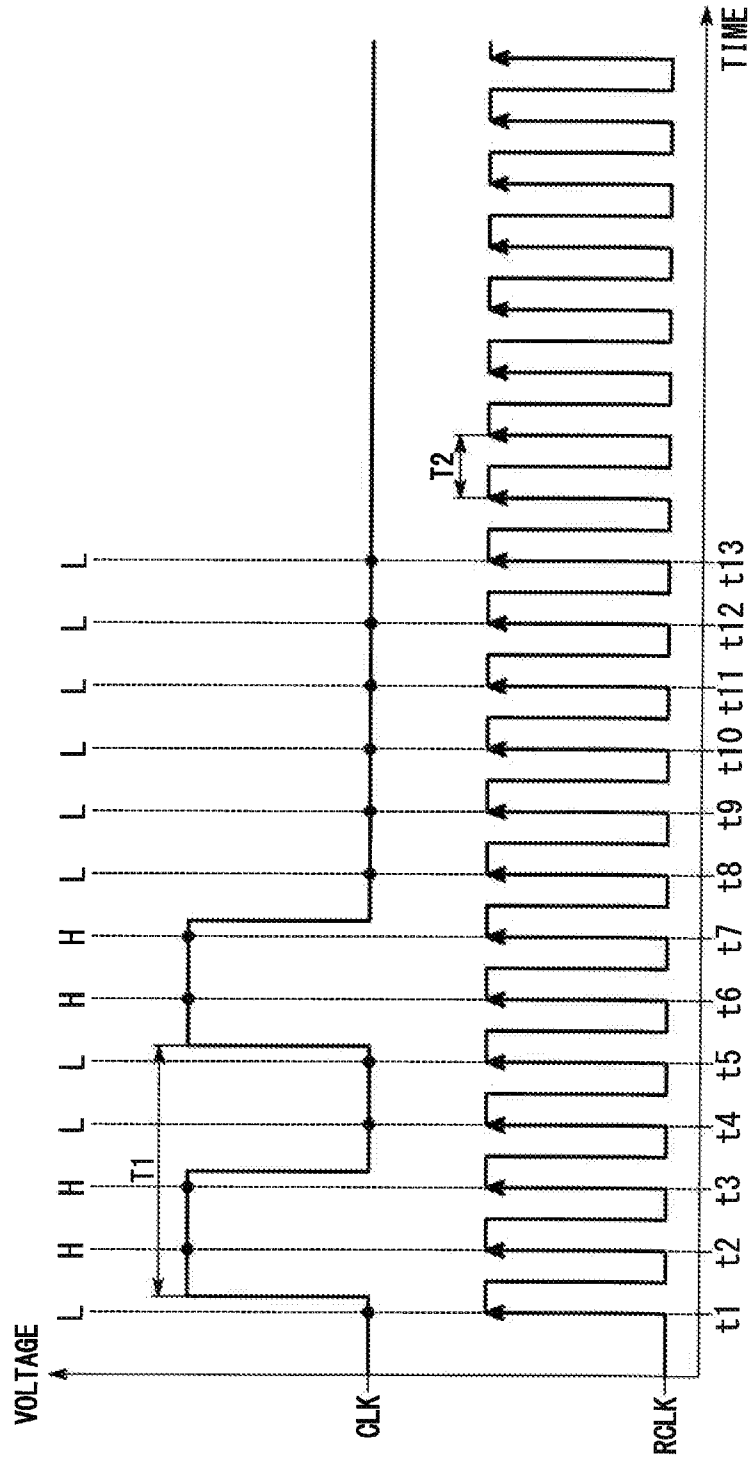 VOLTAGE
L H H L L H H L L L L L L
T1
CLK
T2
RCLK
t1 t2 t3 t4 t5 t6 t7 t8 t9 t10 t11 t12 t13
TIME